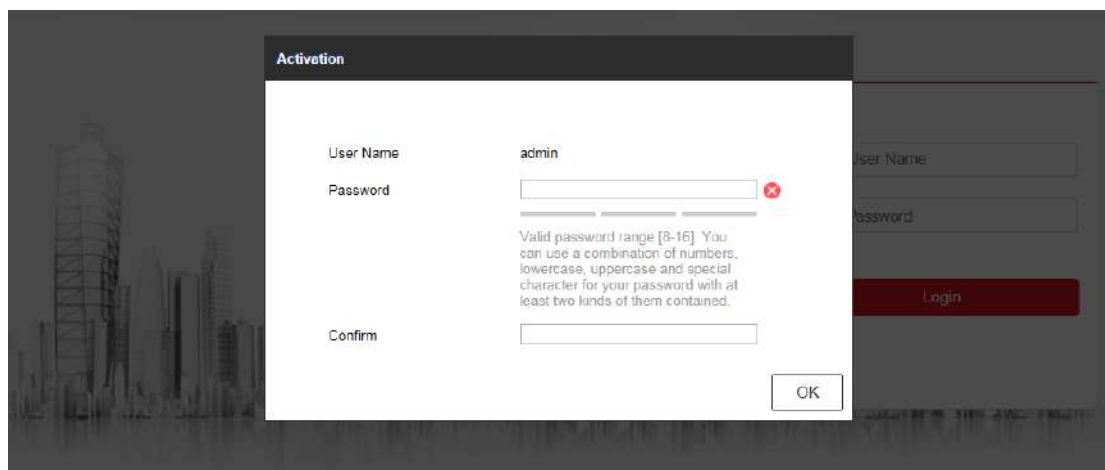 Activation
User Name admin
User Name
Password
Password
Valid password range [8-16]. You
can use a combination of numbers,
lowercase, uppercase and special
character for your password with at
least two kinds of them contained.
Login
Confirm
OK